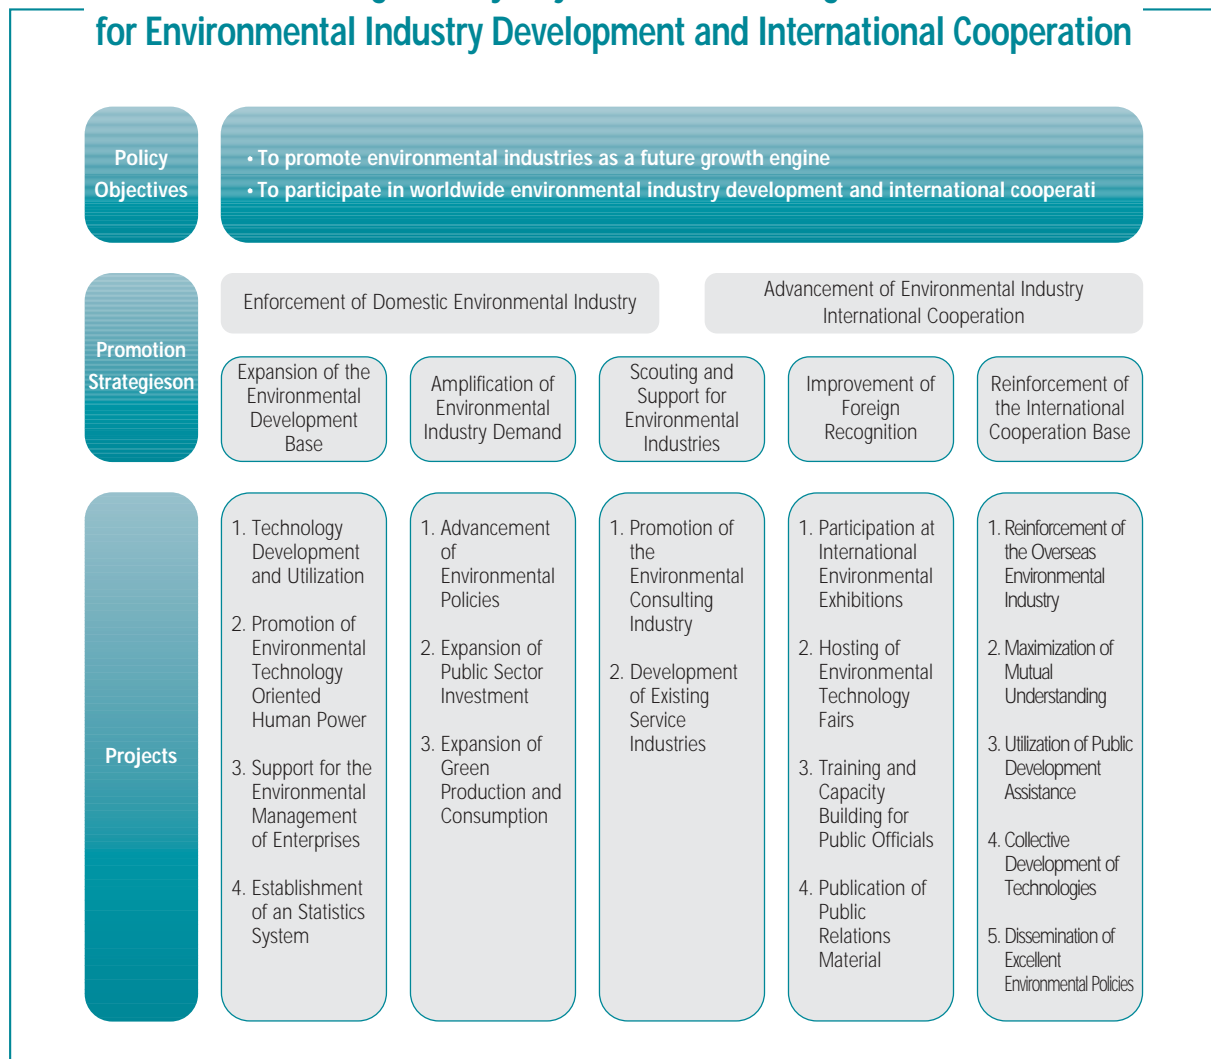 for Environmental Industry Development and International Cooperation
Policy
Objectives
• To promote environmental industries as a future growth engine
• To participate in worldwide environmental industry development and international cooperati
Promotion
Strategieson
Enforcement of Domestic Environmental Industry
Advancement of Environmental Industry
International Cooperation
Expansion of the
Environmental
Development
Base
Amplification of
Environmental
Industry Demand
Scouting and
Support for
Environmental
Industries
Improvement of
Foreign
Recognition
Reinforcement of
the International
Cooperation Base
Projects
1. Technology
Development
and Utilization
2. Promotion of
Environmental
Technology
Oriented
Human Power
3. Support for the
Environmental
Management
of Enterprises
4. Establishment
of an Statistics
System
1. Advancement
of
Environmental
Policies
2. Expansion of
Public Sector
Investment
3. Expansion of
Green
Production and
Consumption
1. Promotion of
the
Environmental
Consulting
Industry
2. Development
of Existing
Service
Industries
1. Participation at
International
Environmental
Exhibitions
2. Hosting of
Environmental
Technology
Fairs
3. Training and
Capacity
Building for
Public Officials
4. Publication of
Public
Relations
Material
1. Reinforcement of
the Overseas
Environmental
Industry
2. Maximization of
Mutual
Understanding
3. Utilization of Public
Development
Assistance
4. Collective
Development of
Technologies
5. Dissemination of
Excellent
Environmental Policies